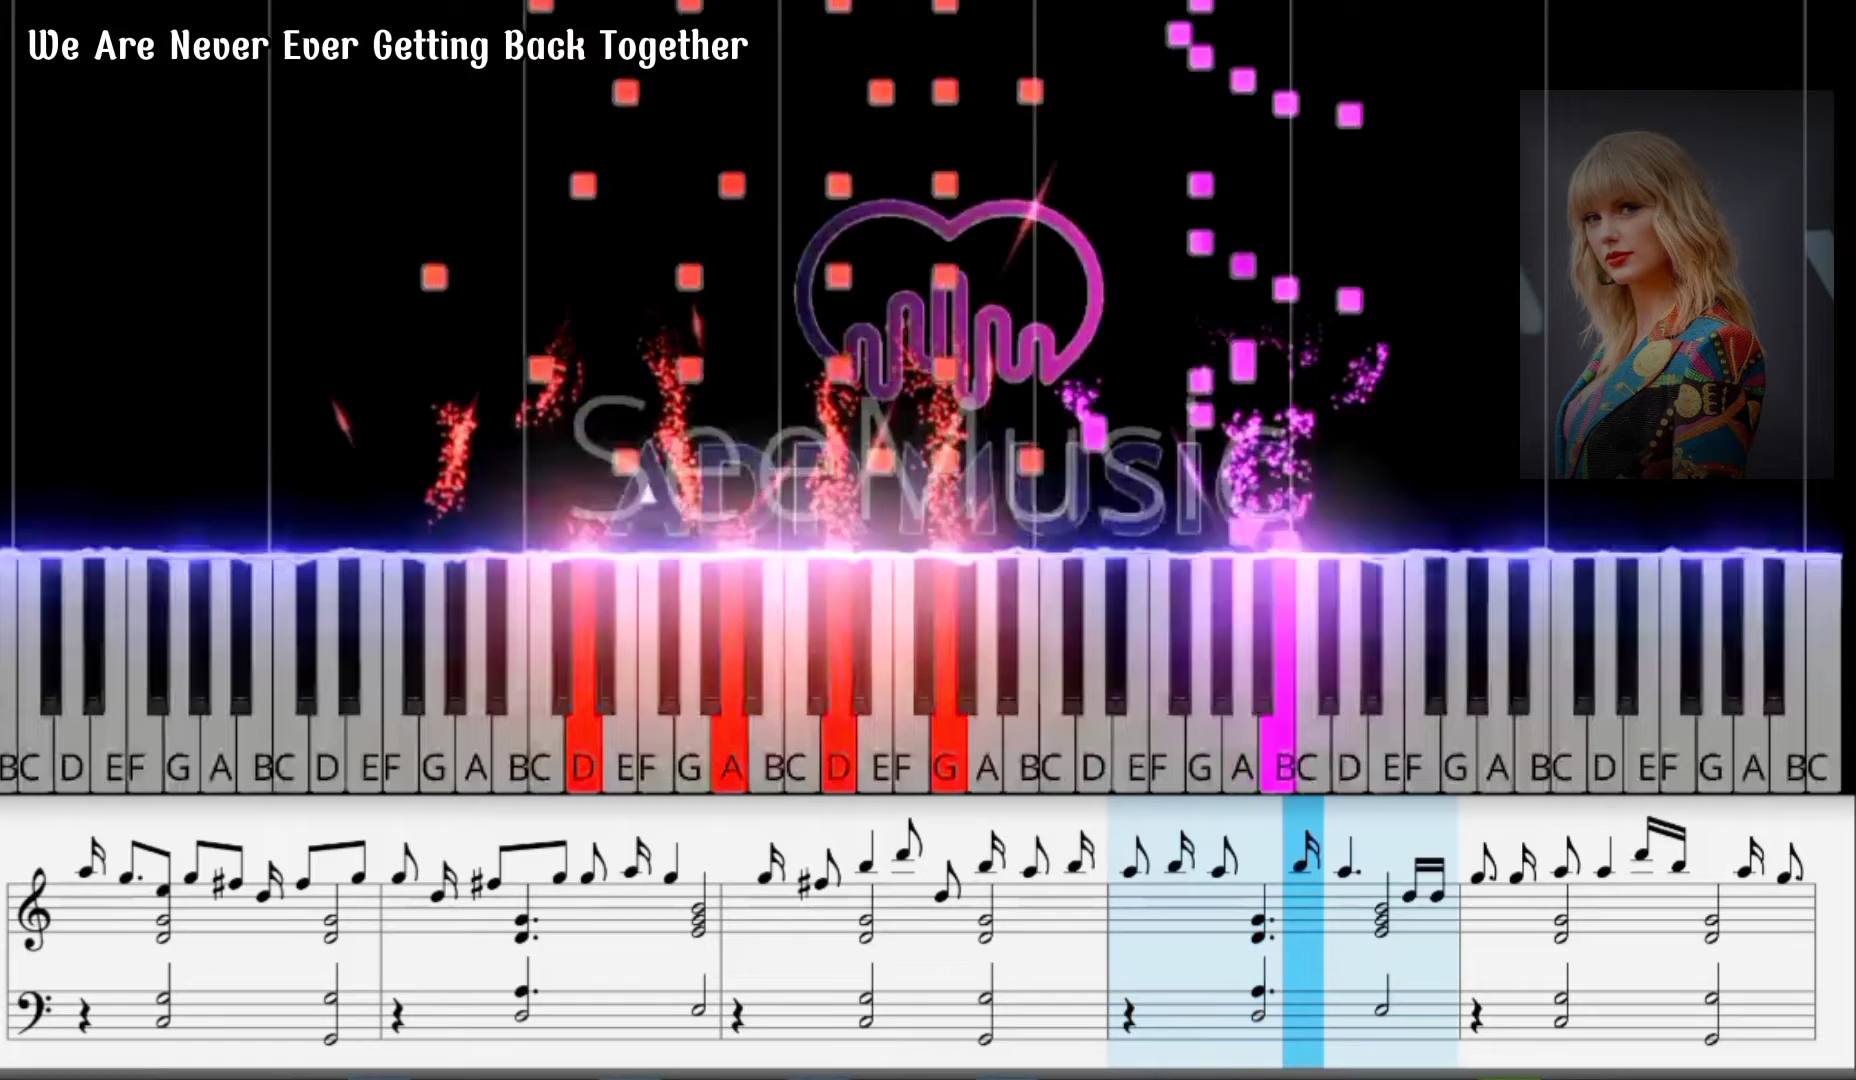 We Are Never Ever Getting Back Together
SeeMusic
BC D EF G A BC D EF G A BC D EF G A BC D EF G A BC D EF G A BC D EF G A BC D EF G A BC